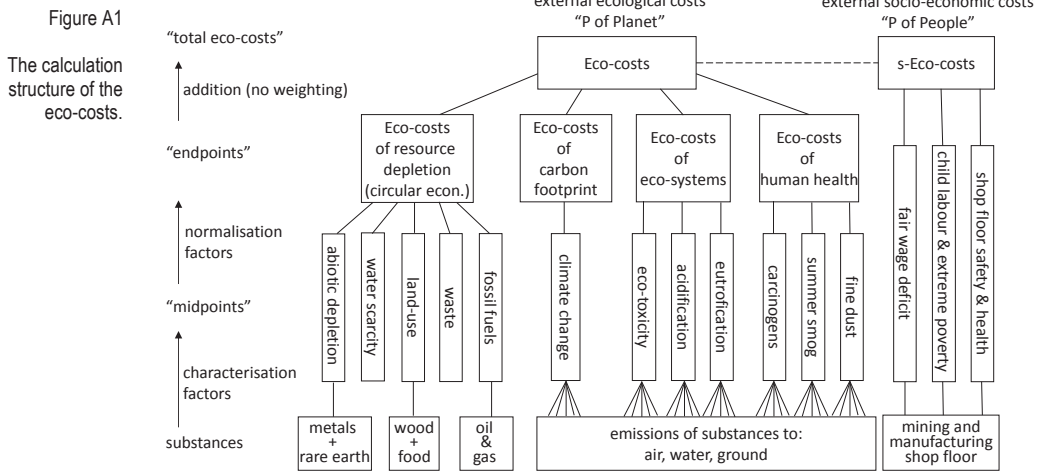 Figure A1
The calculation
structure of the
eco-costs.
external ecological costs
"P of Planet"
external socio-economic costs
"P of People"
"total eco-costs"
addition (no weighting)
"endpoints"
normalisation
factors
"midpoints"
characterisation
factors
substances
Eco-costs
s-Eco-costs
Eco-costs
of resource
depletion
(circular econ.)
Eco-costs
of
carbon
footprint
Eco-costs
of
eco-systems
Eco-costs
of
human health
abiotic depletion
water scarcity
land-use
waste
fossil fuels
climate change
eco-toxicity
acidification
eutrofication
carcinogens
summer smog
fine dust
fair wage deficit
child labour & extreme poverty
shop floor safety & health
metals
+
rare earth
wood
+
food
oil
&
gas
emissions of substances to:
air, water, ground
mining and
manufacturing
shop floor